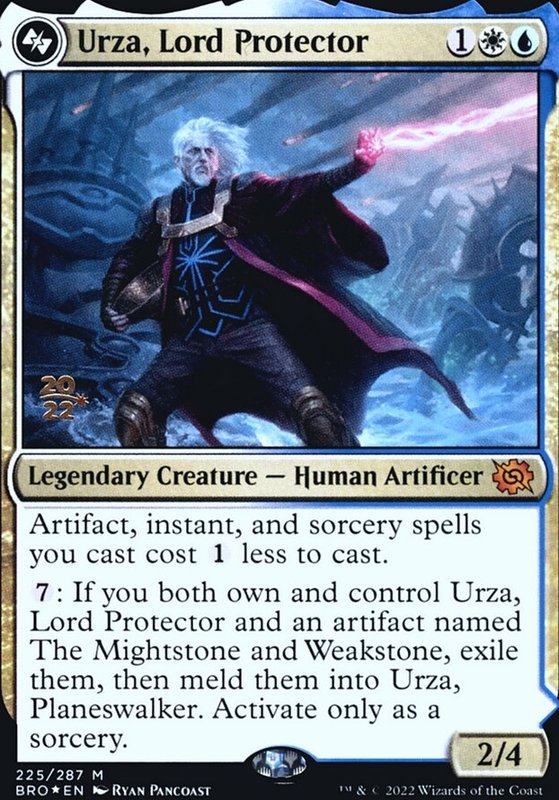 Urza, Lord Protector 1
20
22
Legendary Creature — Human Artificer
Artifact, instant, and sorcery spells
you cast cost 1 less to cast.
7: If you both own and control Urza,
Lord Protector and an artifact named
The Mightstone and Weakstone, exile
them, then meld them into Urza,
Planeswalker. Activate only as a
sorcery.
2/4
225/287 M
BRO★EN Ryan Pancoast
™ & © 2022 Wizards of the Coast